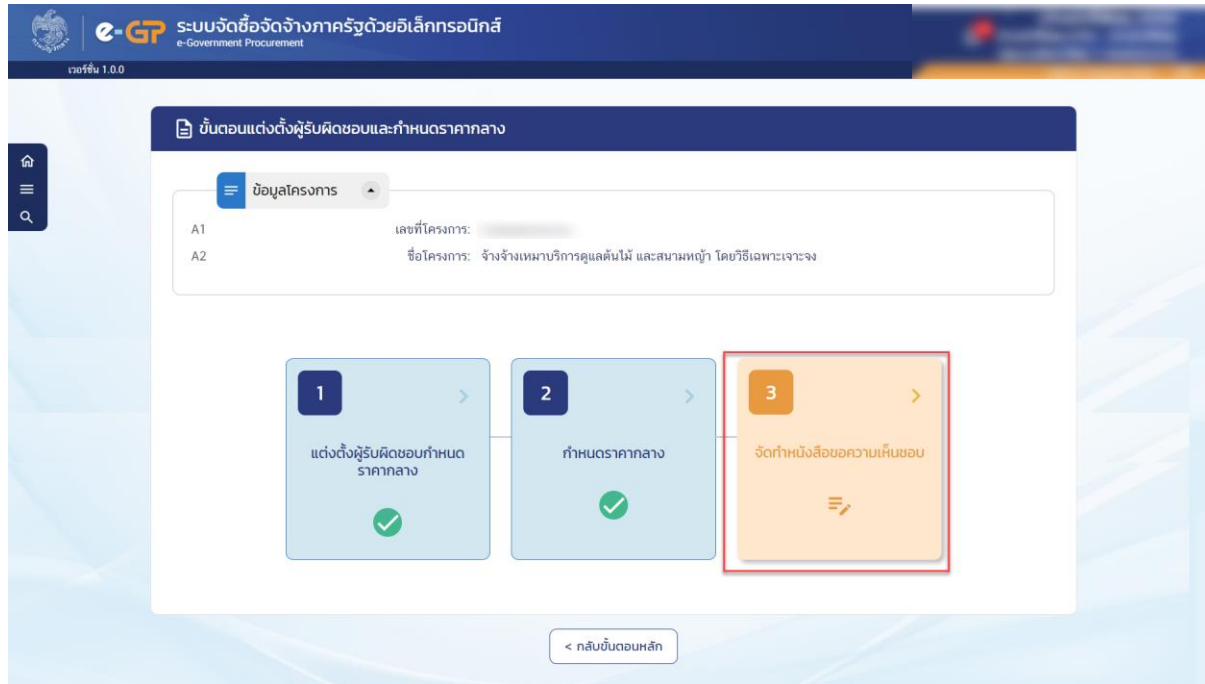 e-GP ระบบจัดซื้อจัดจ้างภาครัฐด้วยอิเล็กทรอนิกส์
e-Government Procurement
เวอร์ชั่น 1.0.0
ขั้นตอนแต่งตั้งผู้รับผิดชอบและกำหนดราคากลาง
ข้อมูลโครงการ
A1 เลขที่โครงการ:
A2 ชื่อโครงการ: จ้างจ้างเหมาบริการดูแลต้นไม้ และสนามหญ้า โดยวิธีเฉพาะเจาะจง
1
แต่งตั้งผู้รับผิดชอบกำหนด
ราคากลาง
2
กำหนดราคากลาง
3
จัดทำหนังสือขอความเห็นชอบ
< กลับขั้นตอนหลัก